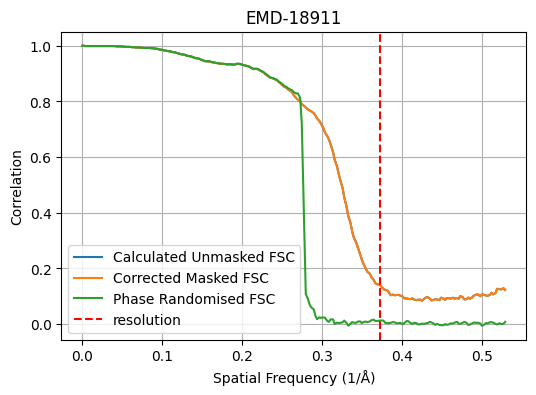 EMD-18911
1.0
0.8
0.6
0.4
0.2
0.0
Correlation
Calculated Unmasked FSC
Corrected Masked FSC
Phase Randomised FSC
resolution
0.0 0.1 0.2 0.3 0.4 0.5
Spatial Frequency (1/Å)